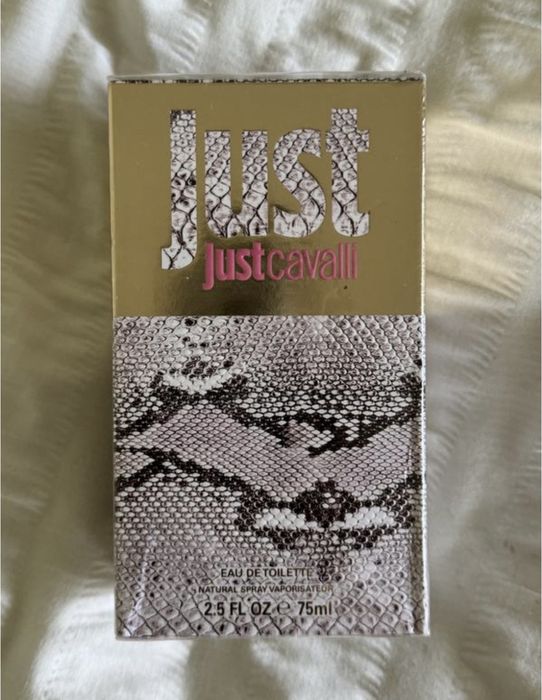 Just
justcavalli
EAU DE TOILETTE
NATURAL SPRAY VAPORISATEUR
2.5 FL OZ ℮ 75ml